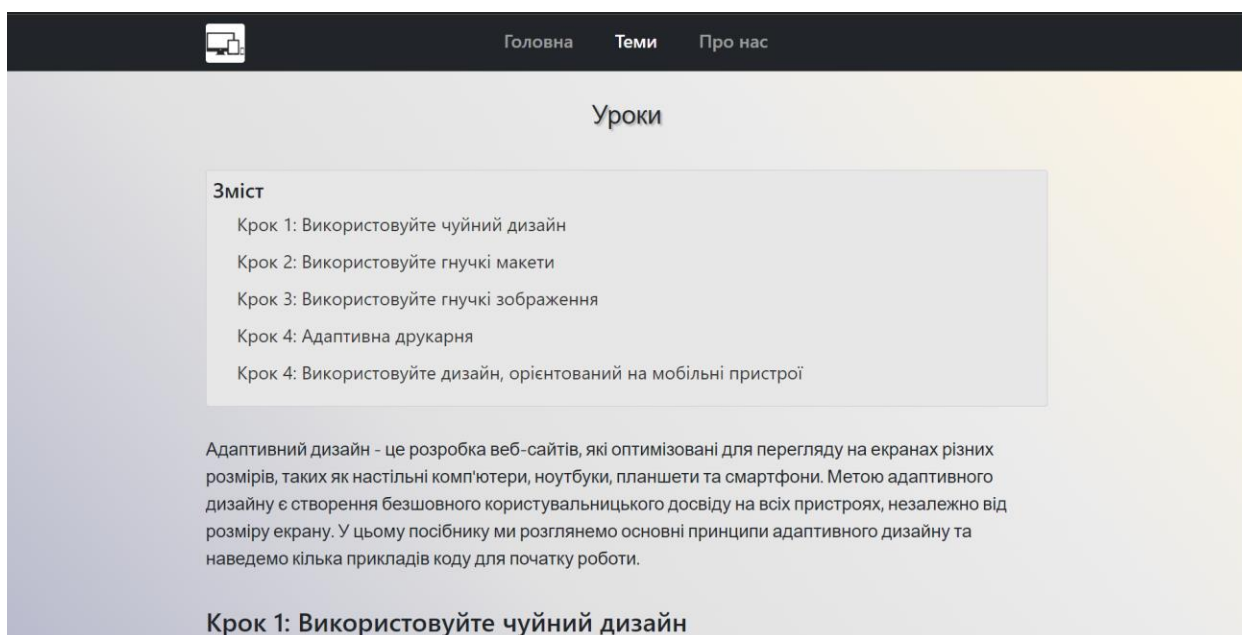 Головна Теми Про нас
Уроки
Зміст
Крок 1: Використовуйте чуйний дизайн
Крок 2: Використовуйте гнучкі макети
Крок 3: Використовуйте гнучкі зображення
Крок 4: Адаптивна друкарня
Крок 4: Використовуйте дизайн, орієнтований на мобільні пристрої
Адаптивний дизайн - це розробка веб-сайтів, які оптимізовані для перегляду на екранах різних
розмірів, таких як настільні комп'ютери, ноутбуки, планшети та смартфони. Метою адаптивного
дизайну є створення безшовного користувальницького досвіду на всіх пристроях, незалежно від
розміру екрану. У цьому посібнику ми розглянемо основні принципи адаптивного дизайну та
наведемо кілька прикладів коду для початку роботи.
Крок 1: Використовуйте чуйний дизайн